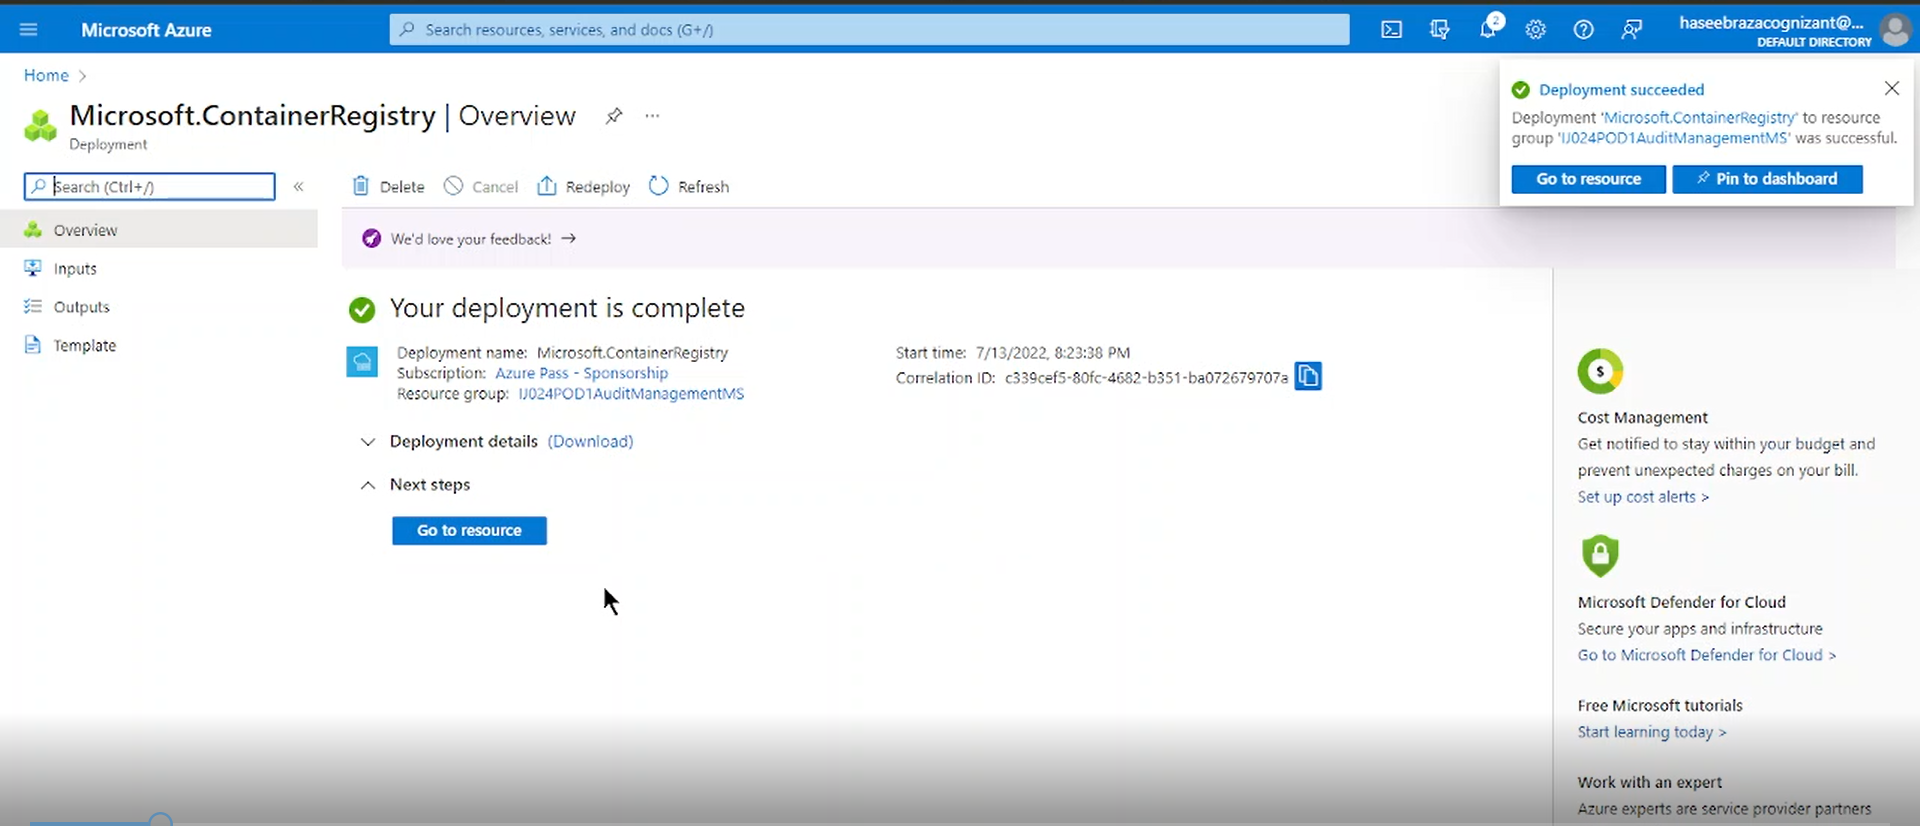 Microsoft Azure
Search resources, services, and docs (G+/)
2
haseebrazacognizant@...
DEFAULT DIRECTORY
Home
Microsoft.ContainerRegistry | Overview
...
Deployment
Search (Ctrl+/)
«
Delete
Cancel
Redeploy
Refresh
Deployment succeeded
Deployment 'Microsoft.ContainerRegistry' to resource
group 'IJ024POD1AuditManagementMS' was successful.
Go to resource
Pin to dashboard
Overview
Inputs
Outputs
Template
We'd love your feedback! →
Your deployment is complete
Deployment name: Microsoft.ContainerRegistry
Subscription: Azure Pass - Sponsorship
Resource group: IJ024POD1AuditManagementMS
Start time: 7/13/2022, 8:23:38 PM
Correlation ID: c339cef5-80fc-4682-b351-ba072679707a
Deployment details (Download)
Next steps
Go to resource
$
Cost Management
Get notified to stay within your budget and
prevent unexpected charges on your bill.
Set up cost alerts >
Microsoft Defender for Cloud
Secure your apps and infrastructure
Go to Microsoft Defender for Cloud >
Free Microsoft tutorials
Start learning today >
Work with an expert
Azure experts are service provider partners